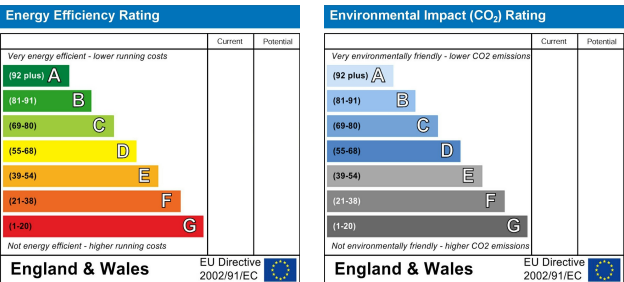 Energy Efficiency Rating
Current Potential
Very energy efficient - lower running costs
(92 plus) A
(81-91) B
(69-80) C
(55-68) D
(39-54) E
(21-38) F
(1-20) G
Not energy efficient - higher running costs
England & Wales
EU Directive
2002/91/EC
Environmental Impact (CO₂) Rating
Current Potential
Very environmentally friendly - lower CO2 emissions
(92 plus) A
(81-91) B
(69-80) C
(55-68) D
(39-54) E
(21-38) F
(1-20) G
Not environmentally friendly - higher CO2 emissions
England & Wales
EU Directive
2002/91/EC